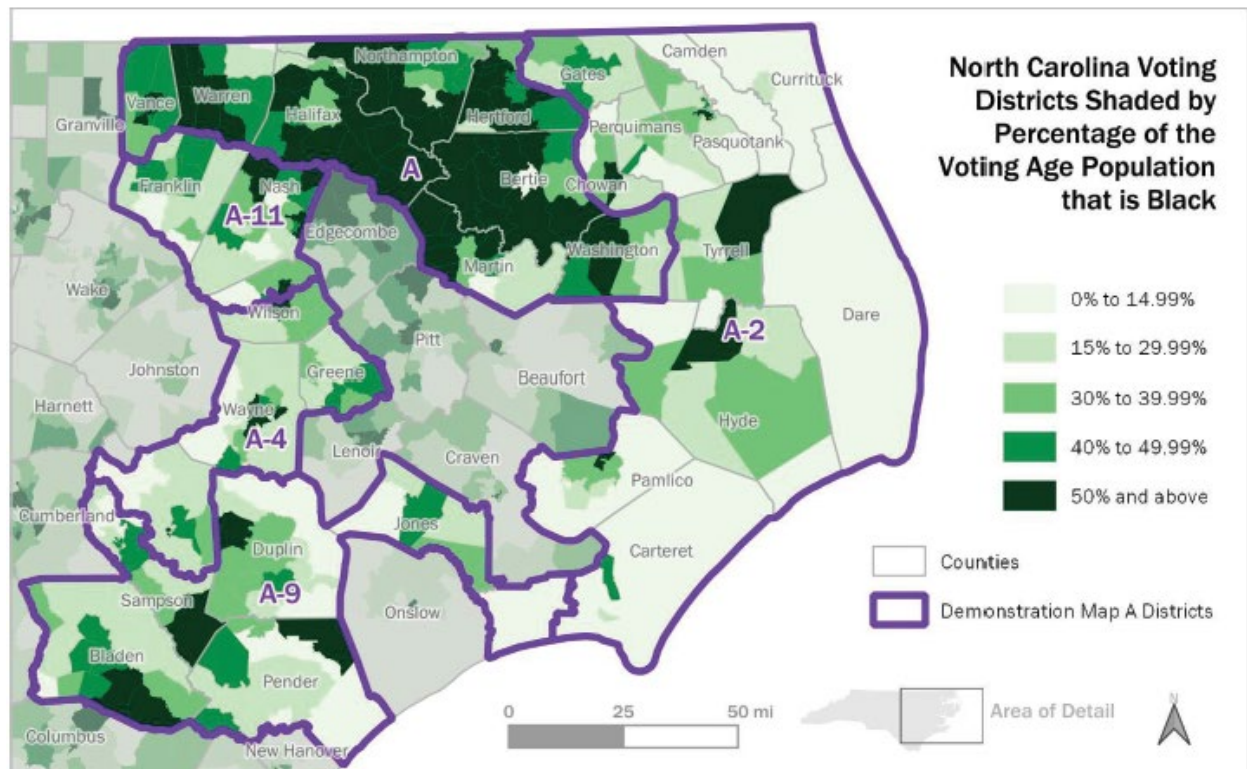 North Carolina Voting
Districts Shaded by
Percentage of the
Voting Age Population
that is Black
0% to 14.99%
15% to 29.99%
30% to 39.99%
40% to 49.99%
50% and above
Counties
Demonstration Map A Districts
Area of Detail
N
0 25 50 mi
Camden
Northampton
Gates
Currituck
Vance
Warren
Halifax
Hertford
Granville
Perquimans
Pasquotank
A
Franklin
Nash
Bertie
Chowan
A-11
Edgecombe
Washington
Tyrrell
Martin
Wake
Wilson
Dare
A-2
Pitt
Johnston
Greene
Beaufort
Harnett
Wayne
Hyde
A-4
Lenoir
Craven
Pamlico
Cumberland
Jones
Duplin
Carteret
A-9
Sampson
Onslow
Bladen
Pender
Columbus
New Hanover